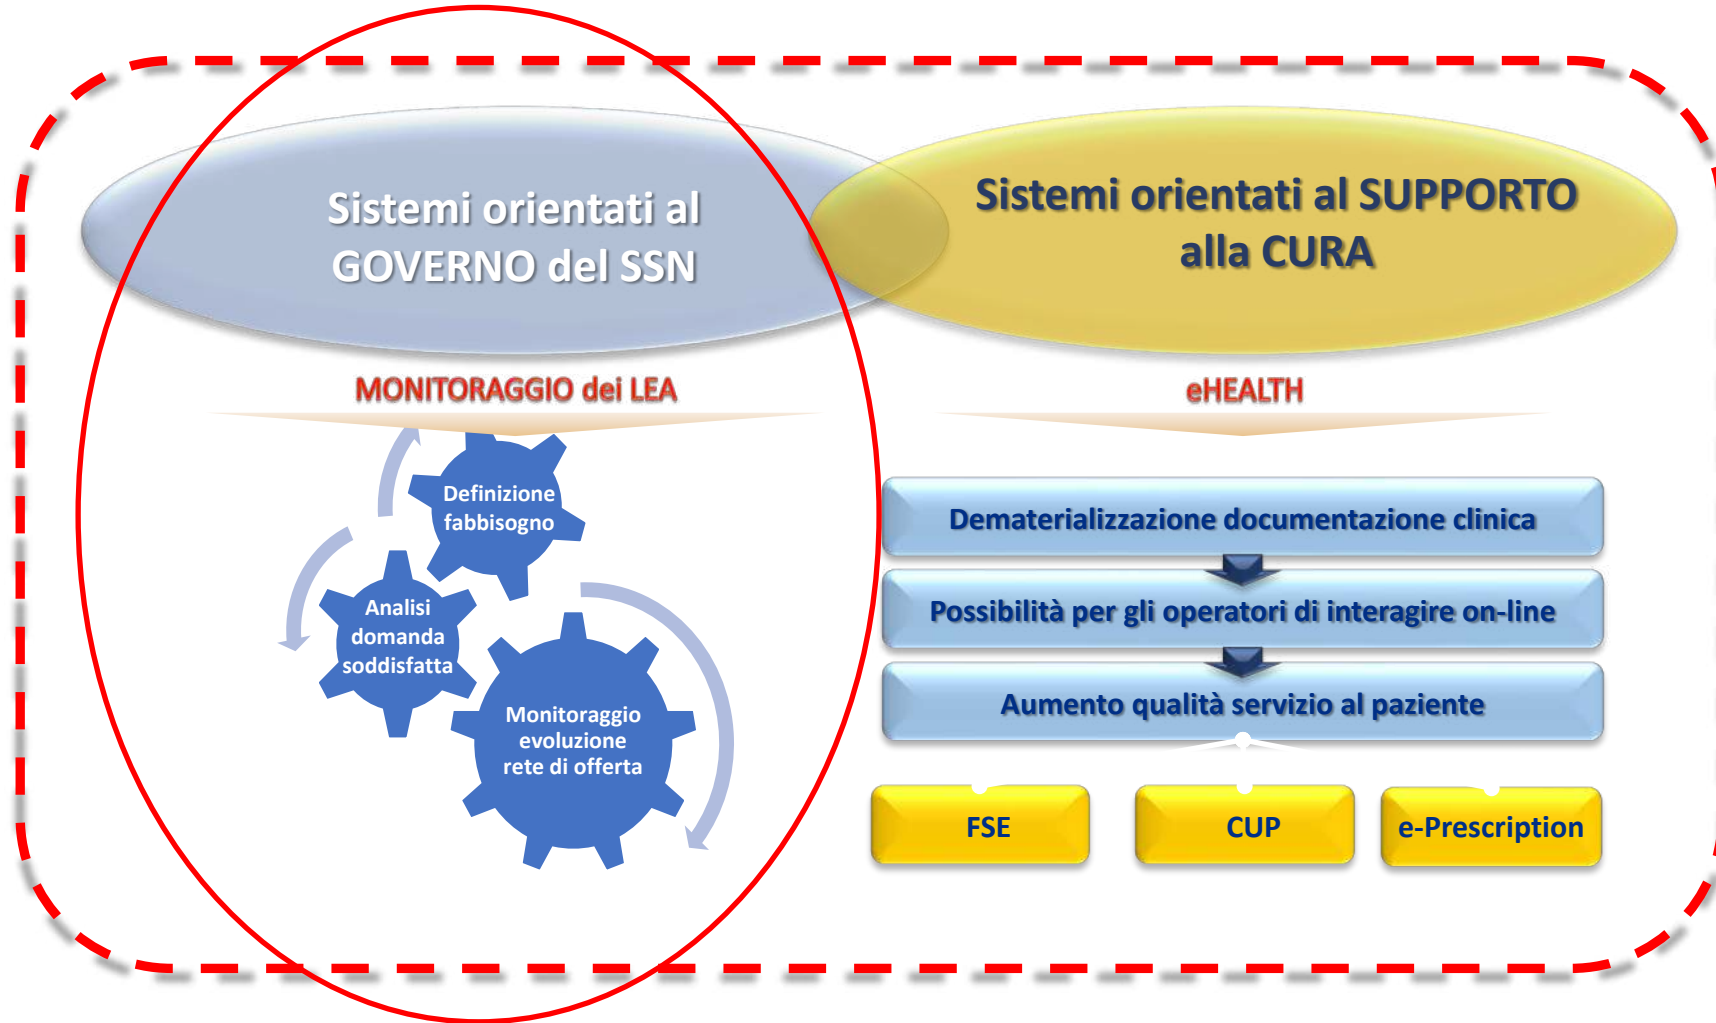 Sistemi orientati al
GOVERNO del SSN
MONITORAGGIO dei LEA
Definizione
fabbisogno
Analisi
domanda
soddisfatta
Monitoraggio
evoluzione
rete di offerta
Sistemi orientati al SUPPORTO
alla CURA
eHEALTH
Dematerializzazione documentazione clinica
Possibilità per gli operatori di interagire on-line
Aumento qualità servizio al paziente
FSE
CUP
e-Prescription